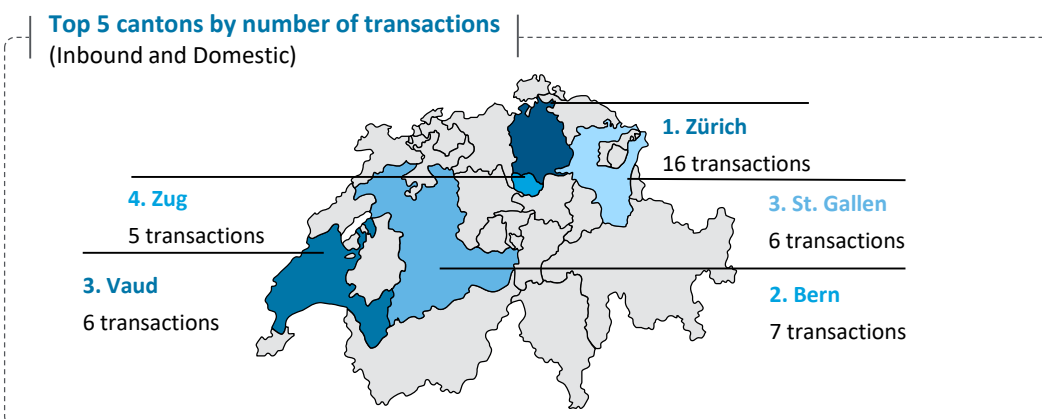 Top 5 cantons by number of transactions
(Inbound and Domestic)
1. Zürich
16 transactions
4. Zug
5 transactions
3. St. Gallen
6 transactions
3. Vaud
6 transactions
2. Bern
7 transactions